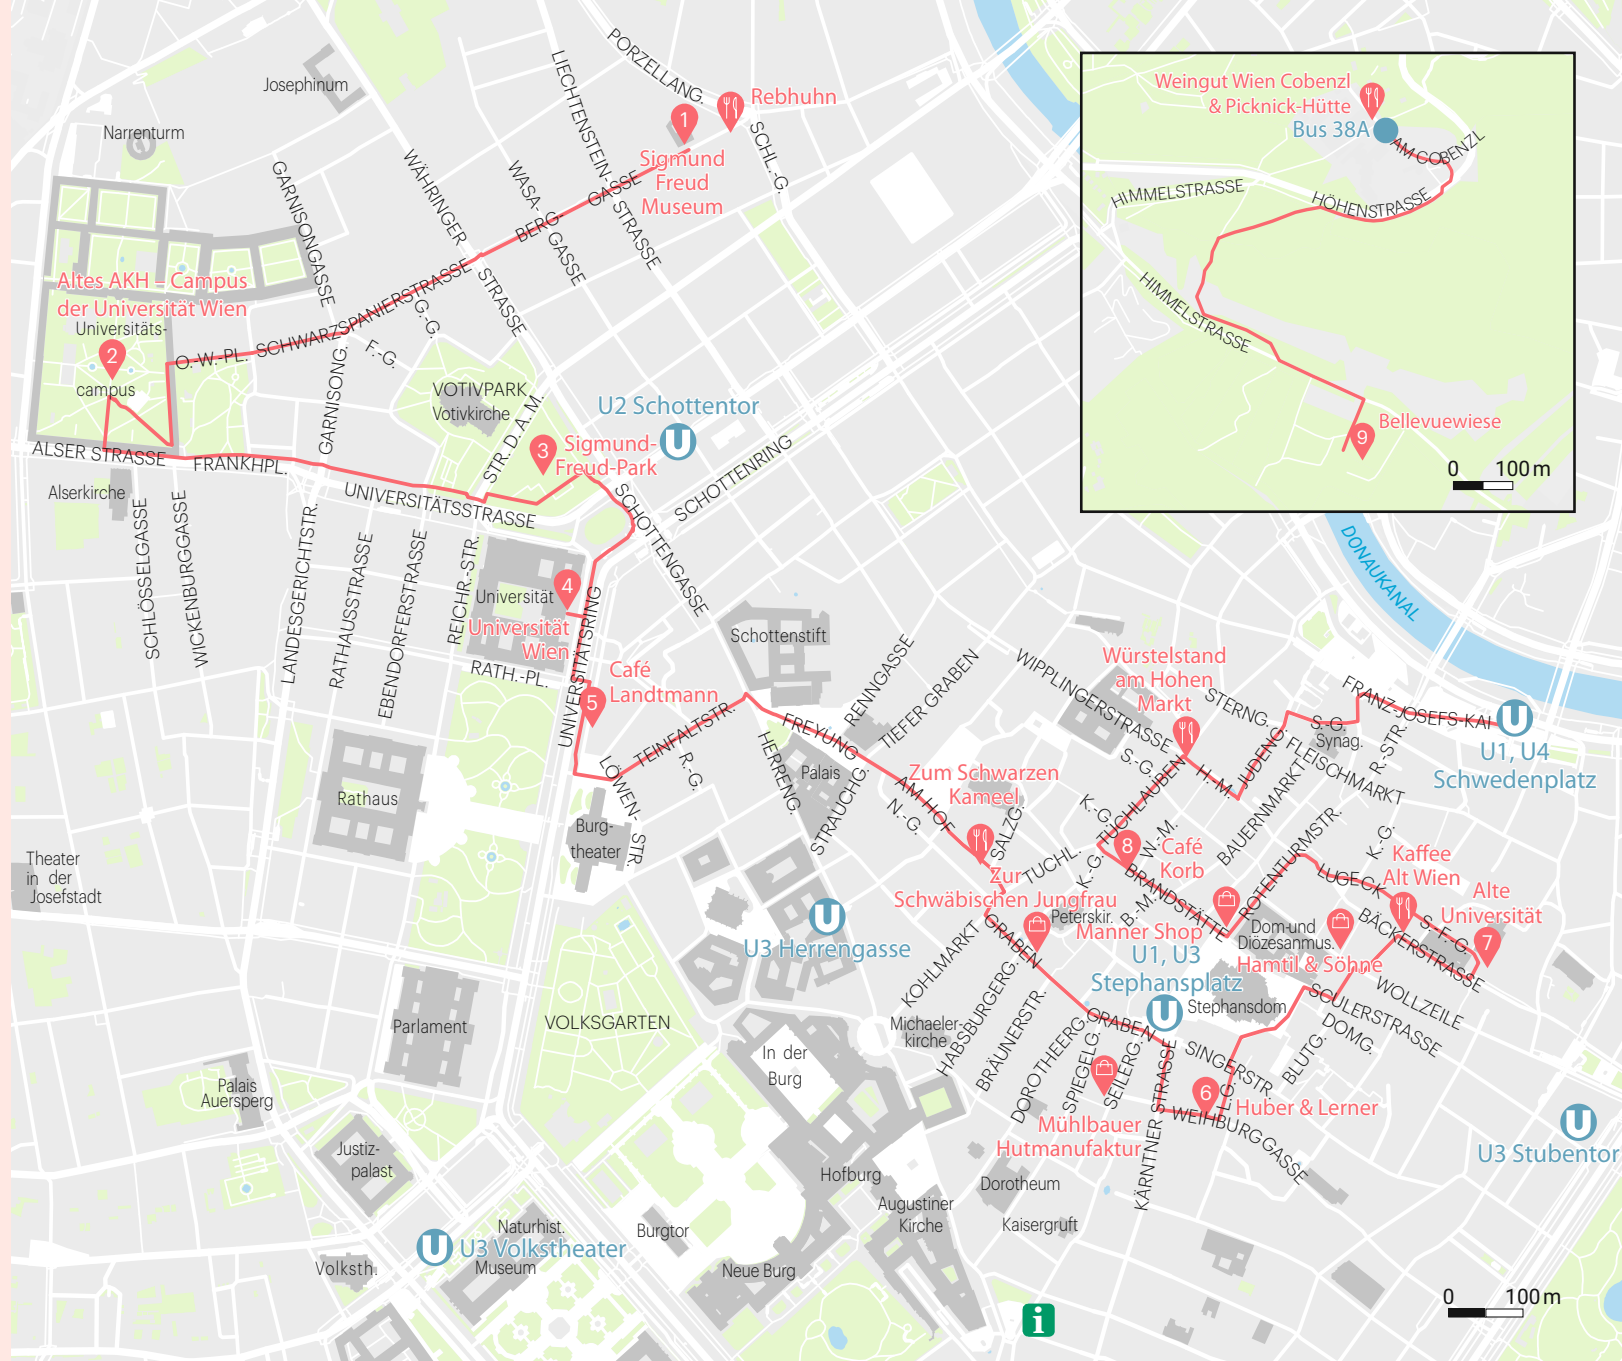 PORZELLANG.
LIECHTENSTEIN-
STRASSE
Josephinum
1
Rebhuhn
SCHL.-G.
Narrenturm
Sigmund
Freud
Museum
GARNISONGASSE
WÄHRINGER
STRASSE
WASA-
GASSE
BERG-
GASSE
Altes AKH – Campus
der Universität Wien
Universitäts-
2
campus
O.-W.-PL.
SCHWARZSPANIERSTRASSE
G.-G.
F.-G.
GARNISONG.
VOTIVPARK
Votivkirche
STR. D. A. M.
U2 Schottentor
U
3
Sigmund-
Freud-Park
ALSER STRASSE
FRANKHPL.
UNIVERSITÄTSSTRASSE
SCHOTTENRING
SCHOTTENGASSE
Alserkirche
SCHLÖSSELGASSE
WICKENBURGGASSE
LANDESGERICHTSTR.
RATHAUSSTRASSE
EBENDORFERSTRASSE
REICHR.-STR.
4
Universität
Universität
Wien
UNIVERSITÄTSRING
RATH.-PL.
Café
Landtmann
5
Schottenstift
TEINFALTSTR.
R.-G.
LÖWEL-
STR.
HERRENG.
FREYUNG
RENNGASSE
TIEFER GRABEN
Palais
STRAUCHG.
Rathaus
Burg-
theater
Theater
in der
Josefstadt
AM HOF
N.-G.
Zum Schwarzen
Kameel
SALZG.
Zur
Schwäbischen Jungfrau
TUCHL.
K.-G.
WIPPLINGERSTRASSE
Würstelstand
am Hohen
Markt
STERNG.
S.-G.
H. M.
JUDENG.
TUCHLAUBEN
K.-G.
W.-M.
8
Café
Korb
BRANDSTÄTTE
B.-M.
BAUERNMARKT
FLEISCHMARKT
S.-G.
Synag.
R.-STR.
FRANZ-JOSEFS-KAI
U
U1, U4
Schwedenplatz
DONAUKANAL
ROTENTURMSTR.
LUGECK
K.-G.
Kaffee
Alt Wien
Alte
Universität
7
S.-F.-G.
BÄCKERSTRASSE
WOLLZEILE
Peterskir.
Manner Shop
U1, U3
Stephansplatz
U
Dom- und
Diözesanmus.
Hamtil & Söhne
Stephansdom
SCULERSTRASSE
DOMG.
BLUTG.
SINGERSTR.
U
U3 Herrengasse
KOHLMARKT
GRABEN
GRABEN
HABSBURGERG.
BRÄUNERSTR.
DOROTHEERG.
SPIEGELG.
SEILERG.
KÄRNTNER STRASSE
Michaeler-
kirche
VOLKSGARTEN
Parlament
In der
Burg
Palais
Auersperg
Justiz-
palast
Mühlbauer
Hutmanufaktur
6
L.-G.
Huber & Lerner
WEIHBURGGASSE
U
U3 Stubentor
Hofburg
Augustiner
Kirche
Dorotheum
Kaisergruft
Burgtor
Neue Burg
Naturhist.
Museum
U
U3 Volkstheater
Volksth.
i
0 100 m
Weingut Wien Cobenzl
& Picknick-Hütte
Bus 38A
AM COBENZL
HIMMELSTRASSE
HÖHENSTRASSE
HIMMELSTRASSE
Bellevuewiese
9
0 100 m